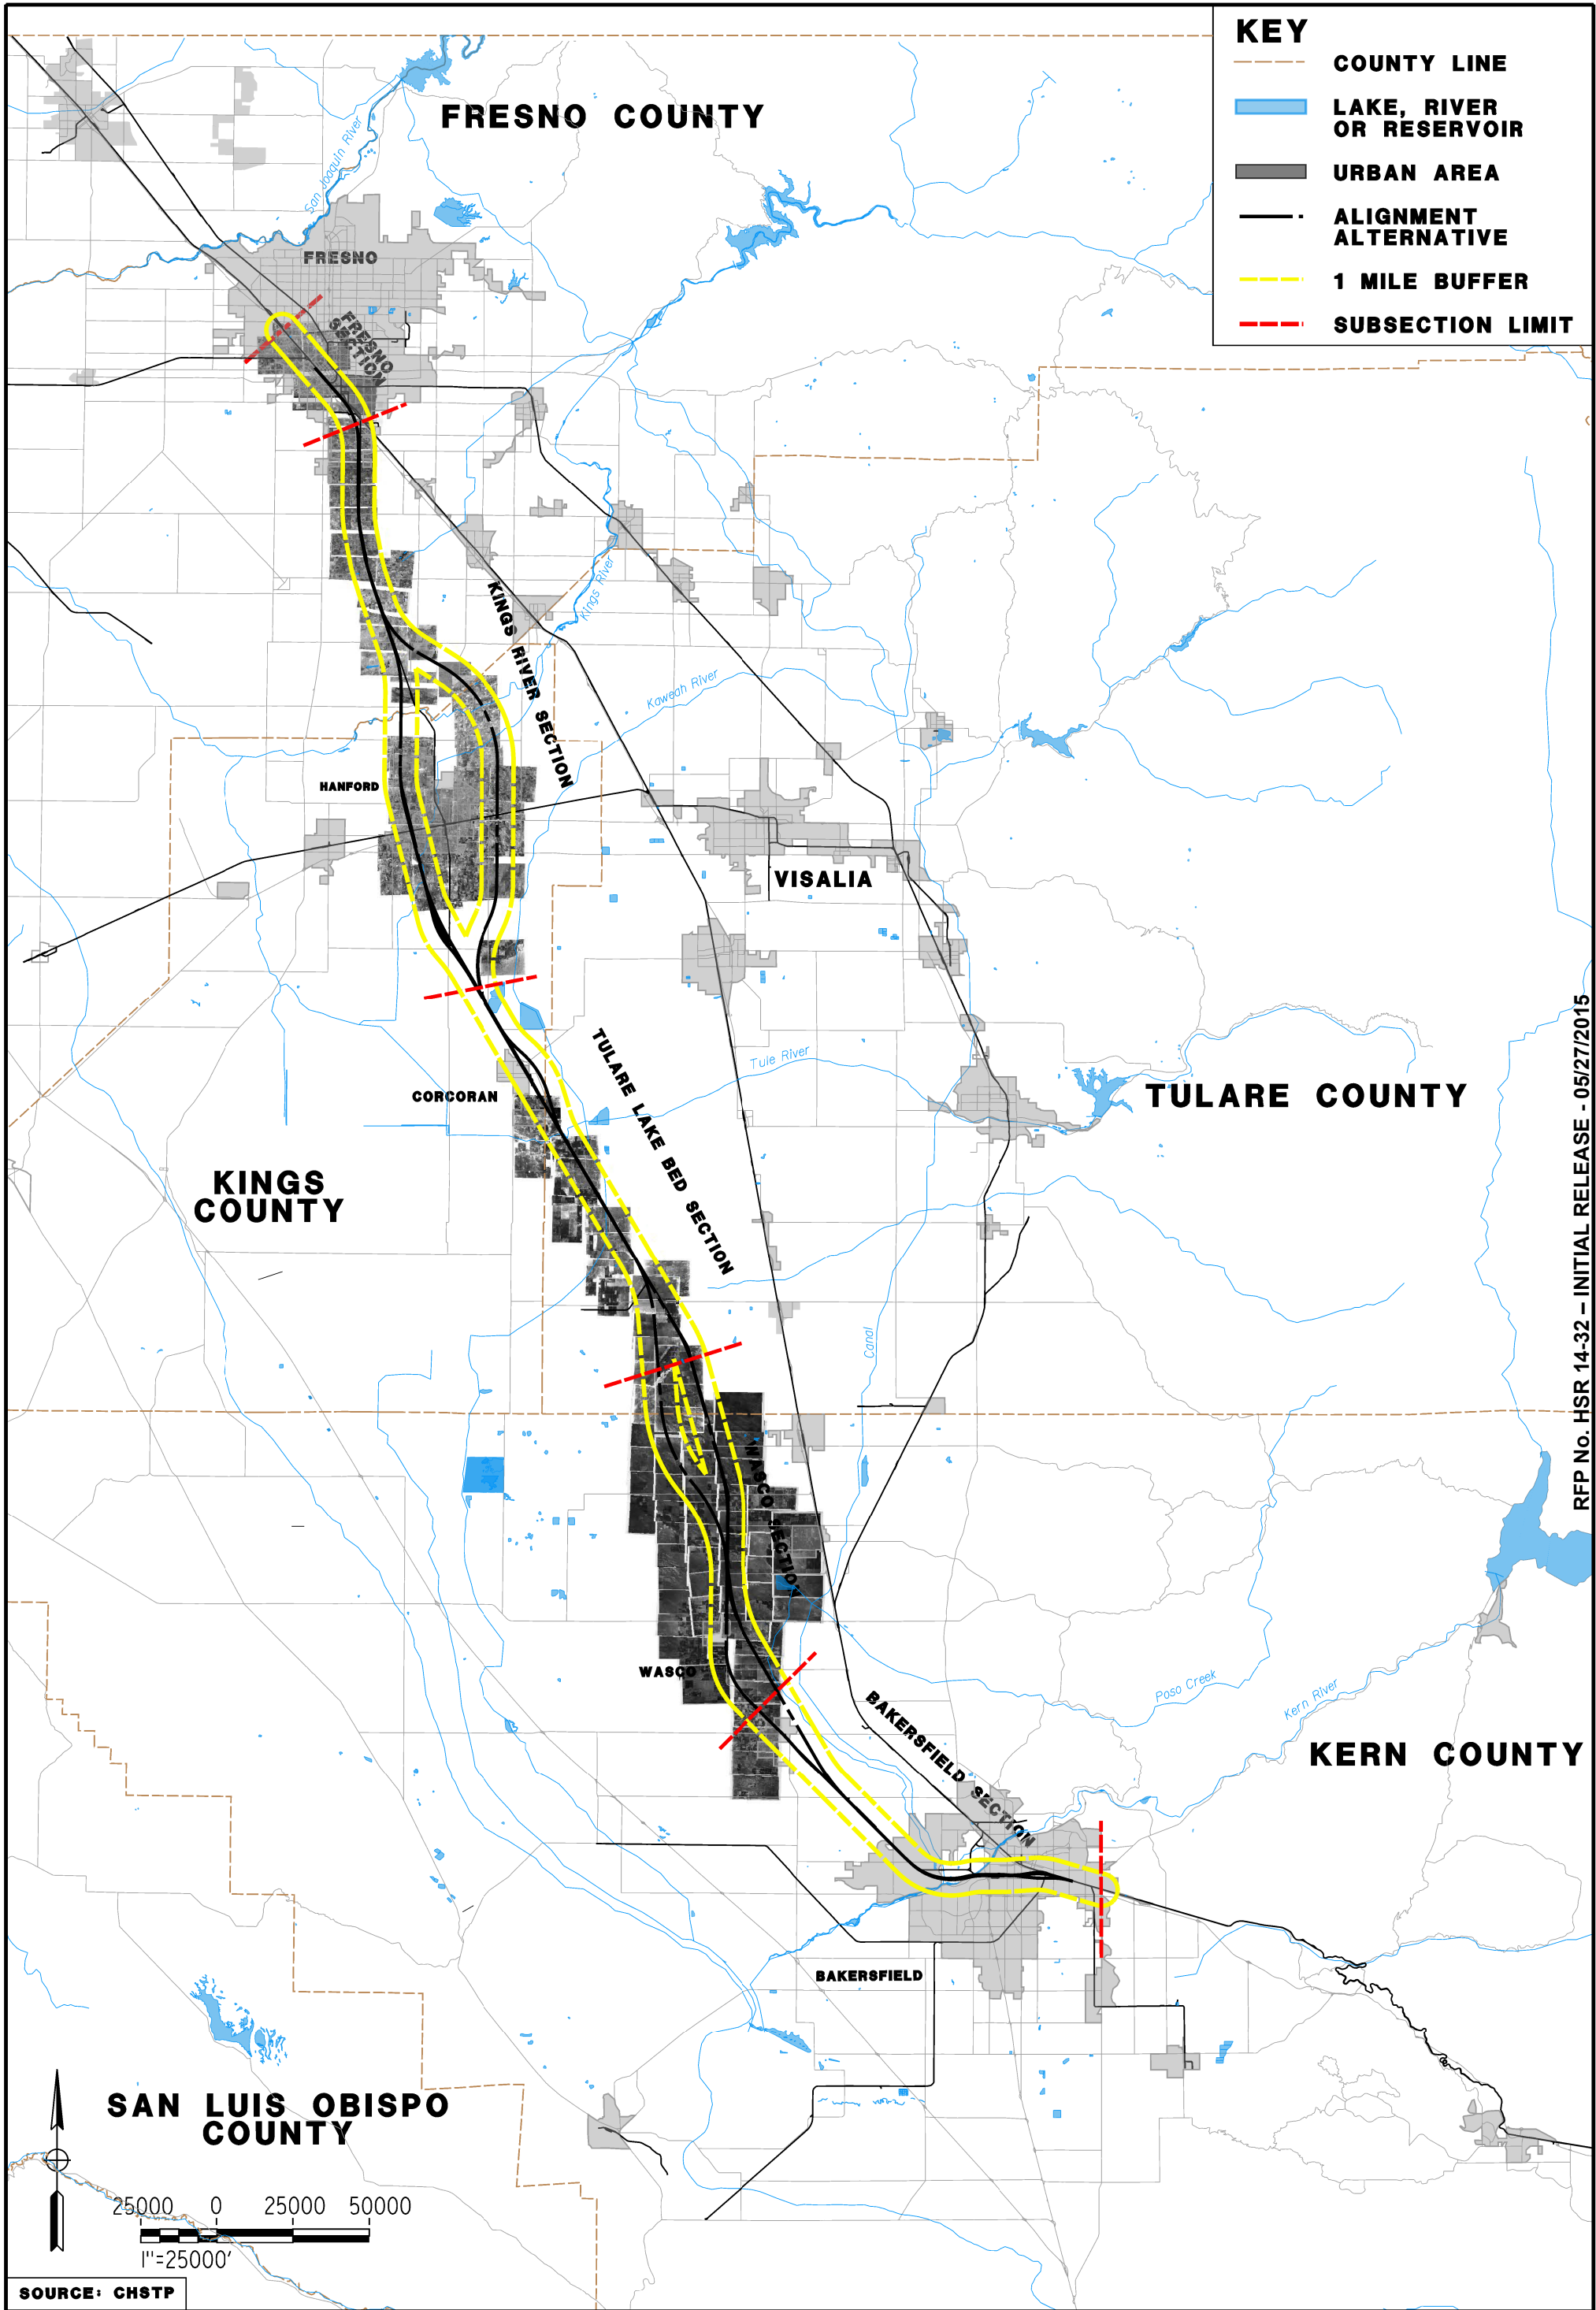 KEY
COUNTY LINE
LAKE, RIVER
OR RESERVOIR
URBAN AREA
ALIGNMENT
ALTERNATIVE
1 MILE BUFFER
SUBSECTION LIMIT
FRESNO COUNTY
San Joaquin River
FRESNO
FRESNO
SECTION
Kings River
KINGS RIVER SECTION
Kaweah River
HANFORD
VISALIA
TULARE LAKE BED SECTION
Tule River
CORCORAN
TULARE COUNTY
KINGS
COUNTY
Canal
WASCO SECTION
WASCO
Poso Creek
Kern River
BAKERSFIELD SECTION
KERN COUNTY
BAKERSFIELD
SAN LUIS OBISPO
COUNTY
25000 0 25000 50000
1"=25000'
SOURCE: CHSTP
RFP No. HSR 14-32 – INITIAL RELEASE - 05/27/2015